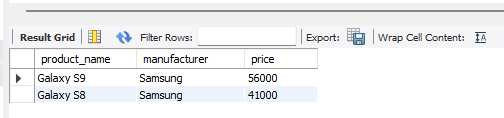 Result Grid Filter Rows: Export: Wrap Cell Content: IA
product_name manufacturer price
Galaxy S9 Samsung 56000
Galaxy S8 Samsung 41000